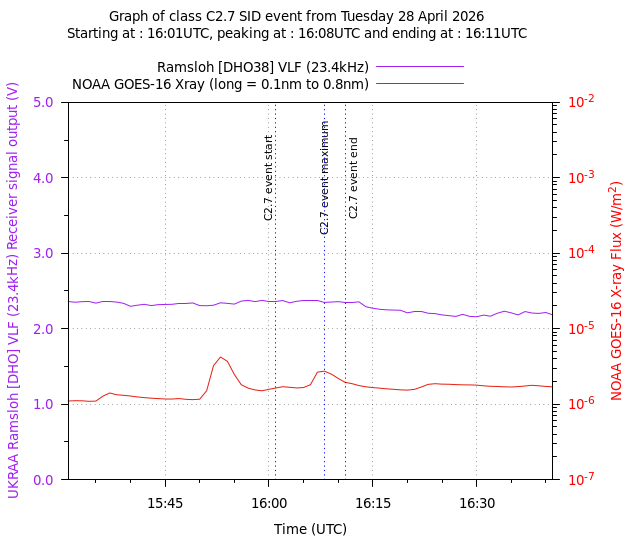 Graph of class C2.7 SID event from Tuesday 28 April 2026
Starting at : 16:01UTC, peaking at : 16:08UTC and ending at : 16:11UTC
Ramsloh [DHO38] VLF (23.4kHz)
NOAA GOES-16 Xray (long = 0.1nm to 0.8nm)
UKRAA Ramsloh [DHO] VLF (23.4kHz) Receiver signal output (V)
5.0
4.0
3.0
2.0
1.0
0.0
C2.7 event start
C2.7 event maximum
C2.7 event end
10-2
10-3
10-4
10-5
10-6
10-7
NOAA GOES-16 X-ray Flux (W/m2)
15:45
16:00
16:15
16:30
Time (UTC)